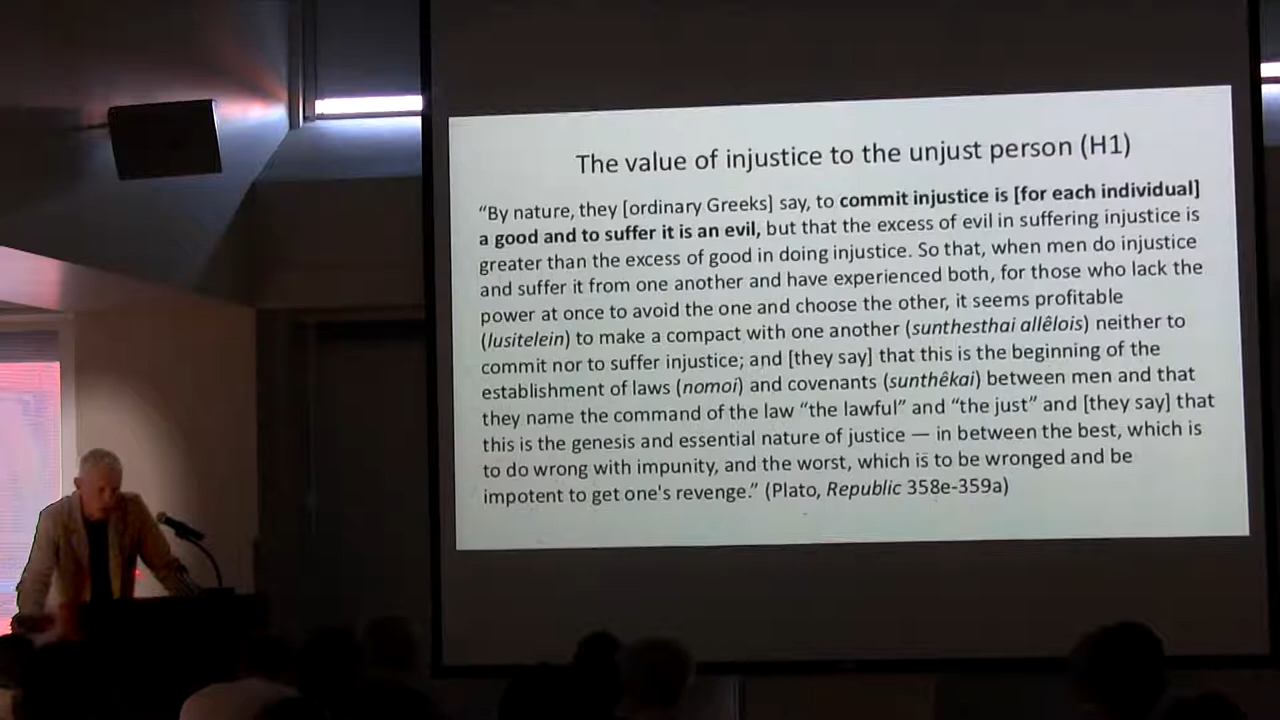 The value of injustice to the unjust person (H1)
“By nature, they [ordinary Greeks] say, to commit injustice is [for each individual]
a good and to suffer it is an evil, but that the excess of evil in suffering injustice is
greater than the excess of good in doing injustice. So that, when men do injustice
and suffer it from one another and have experienced both, for those who lack the
power at once to avoid the one and choose the other, it seems profitable
(lusitelein) to make a compact with one another (sunthesthai allêlois) neither to
commit nor to suffer injustice; and [they say] that this is the beginning of the
establishment of laws (nomoi) and covenants (sunthêkai) between men and that
they name the command of the law “the lawful” and “the just” and [they say] that
this is the genesis and essential nature of justice — in between the best, which is
to do wrong with impunity, and the worst, which is to be wronged and be
impotent to get one's revenge.” (Plato, Republic 358e-359a)